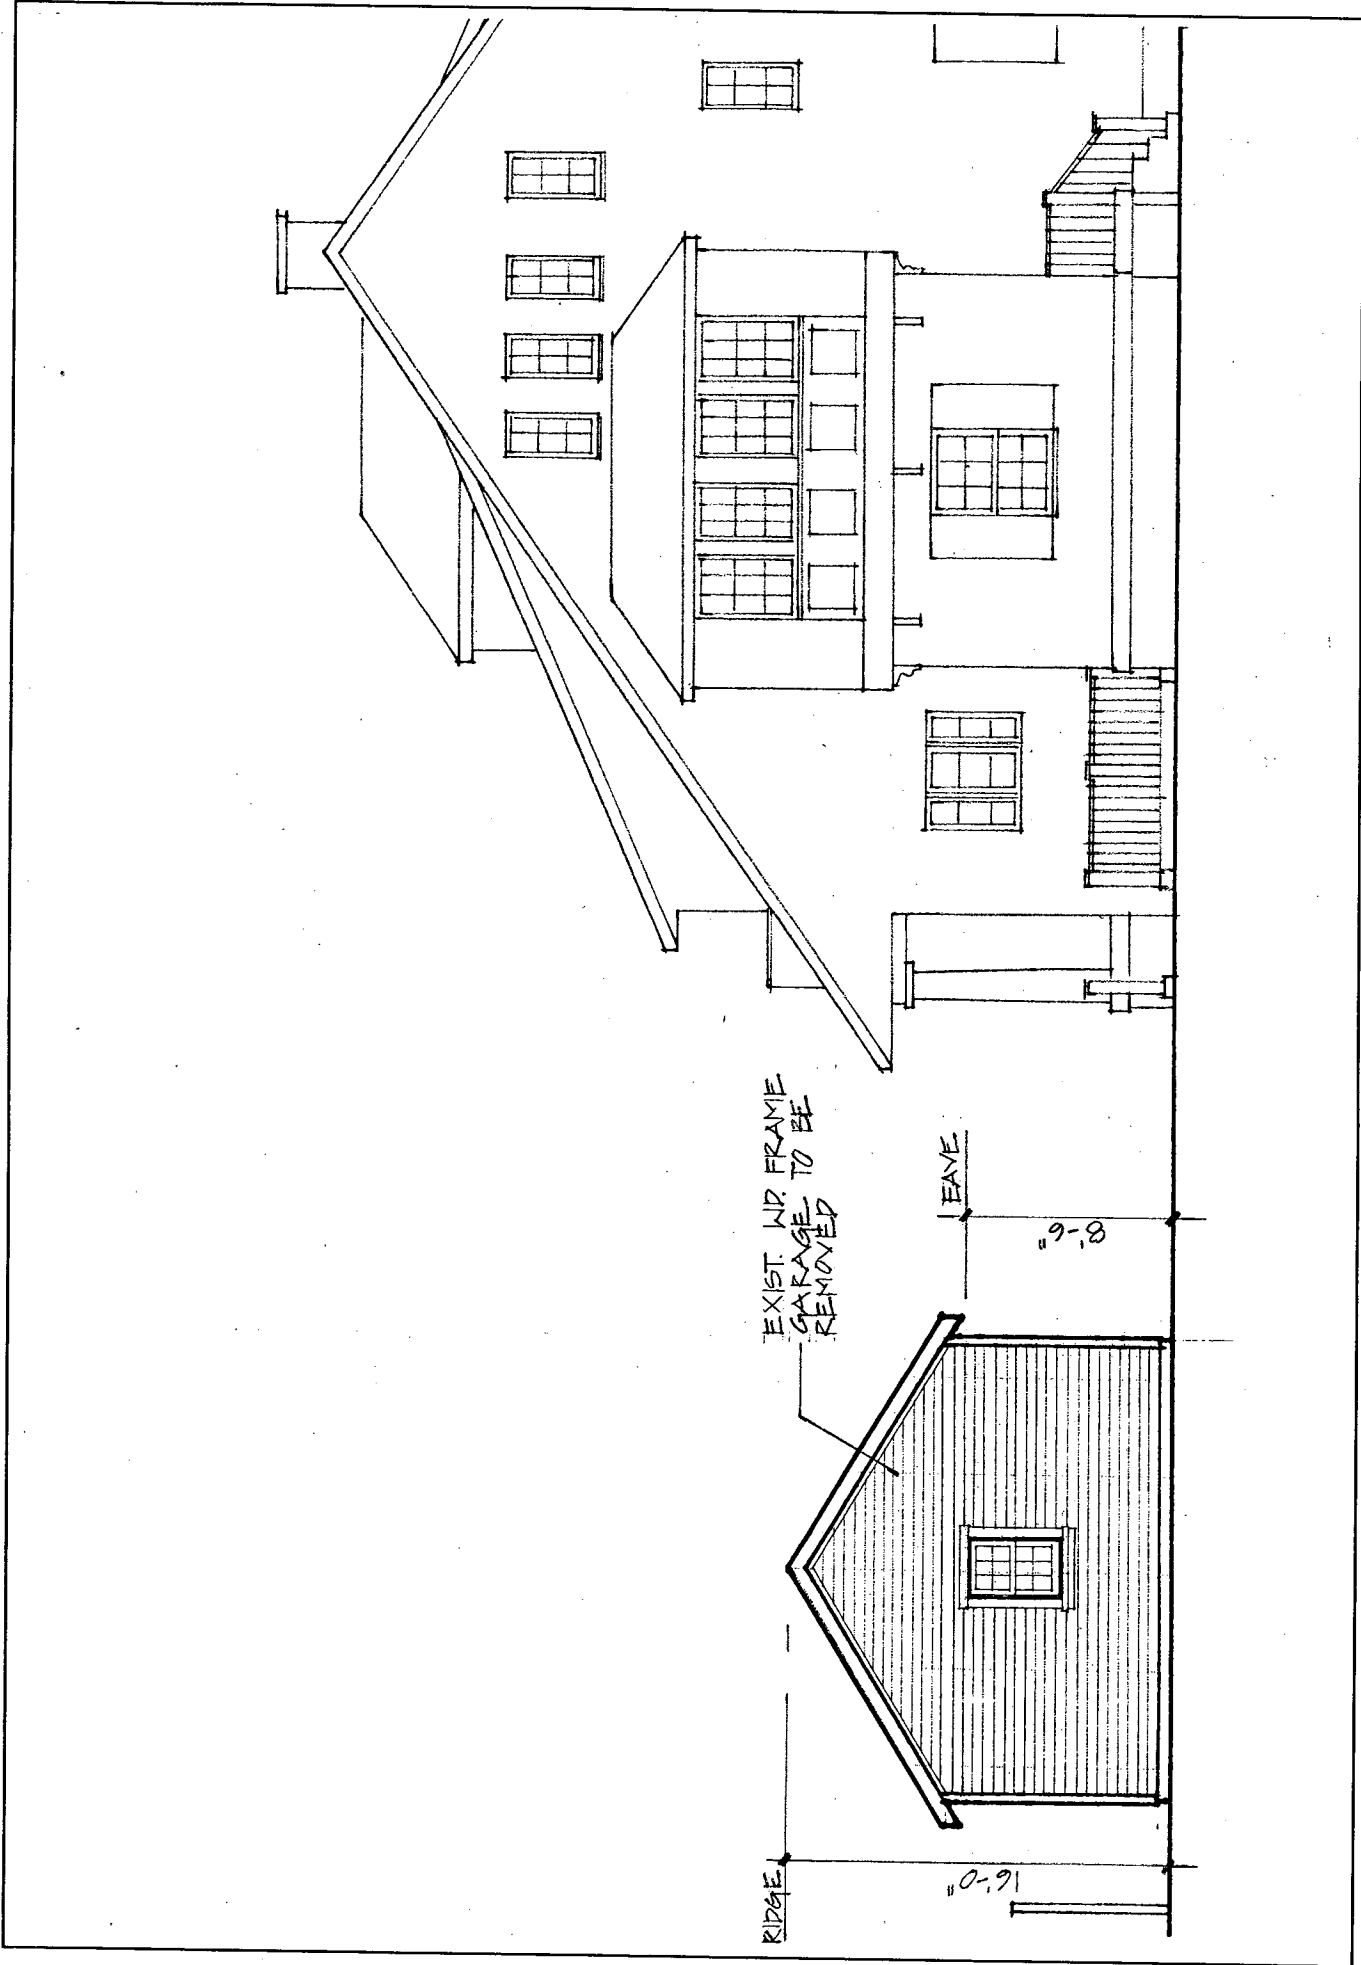 EXIST. WD. FRAME
GARAGE TO BE
REMOVED
RIDGE
16'-0"
EAVE
8'-6"